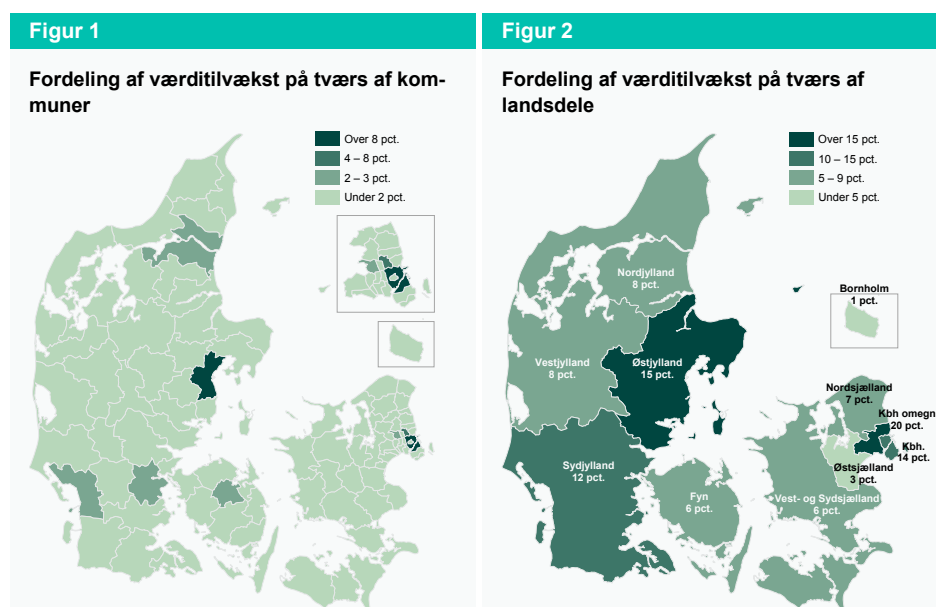 Figur 1
Fordeling af værditilvækst på tværs af kom-
muner
Over 8 pct.
4 – 8 pct.
2 – 3 pct.
Under 2 pct.
Figur 2
Fordeling af værditilvækst på tværs af
landsdele
Over 15 pct.
10 – 15 pct.
5 – 9 pct.
Under 5 pct.
Nordjylland
8 pct.
Bornholm
1 pct.
Vestjylland
8 pct.
Østjylland
15 pct.
Nordsjælland
7 pct.
Kbh omegn
20 pct.
Kbh.
14 pct.
Østsjælland
3 pct.
Sydjylland
12 pct.
Fyn
6 pct.
Vest- og Sydsjælland
6 pct.